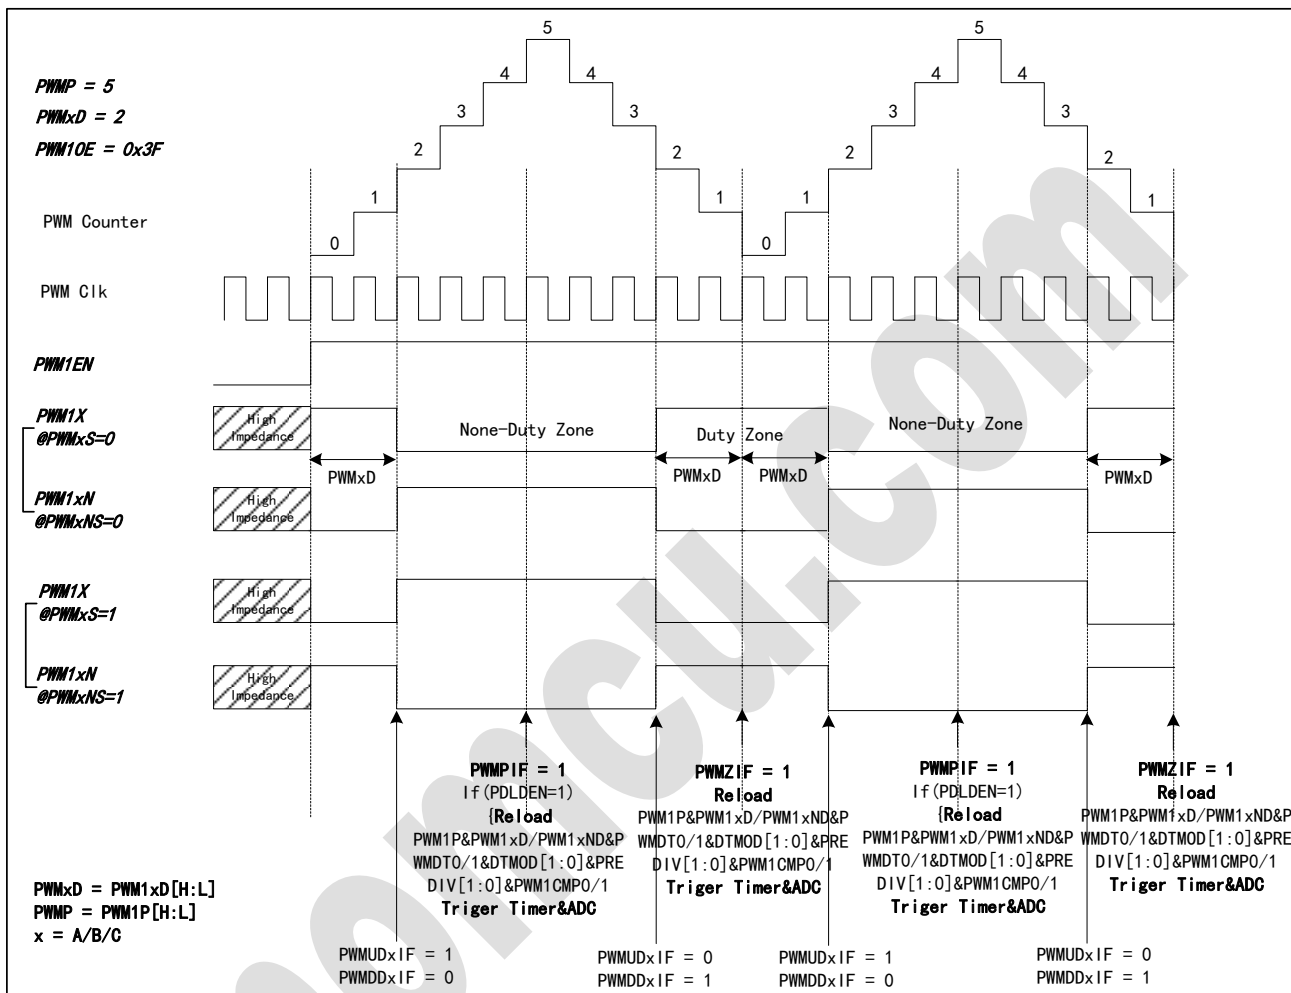 5
5
PWMP = 5
4
4
4
4
PWMxD = 2
3
3
3
3
PWM1OE = 0x3F
2
2
2
2
PWM Counter
1
1
1
1
0
0
PWM Clk
PWM1EN
PWM1X
@PWMxS=0
High
Impedance
None-Duty Zone
Duty Zone
None-Duty Zone
PWMxD
PWMxD
PWMxD
PWMxD
PWM1xN
@PWMxNS=0
High
Impedance
PWM1X
@PWMxS=1
High
Impedance
PWM1xN
@PWMxNS=1
High
Impedance
PWMPIF = 1
If(PDLDEN=1)
{Reload
PWM1P&PWM1xD/PWM1xND&P
WMDT0/1&DTMOD[1:0]&PRE
DIV[1:0]&PWM1CMP0/1
Triger Timer&ADC
PWMZIF = 1
Reload
PWM1P&PWM1xD/PWM1xND&P
WMDT0/1&DTMOD[1:0]&PRE
DIV[1:0]&PWM1CMP0/1
Triger Timer&ADC
PWMPIF = 1
If(PDLDEN=1)
{Reload
PWM1P&PWM1xD/PWM1xND&P
WMDT0/1&DTMOD[1:0]&PRE
DIV[1:0]&PWM1CMP0/1
Triger Timer&ADC
PWMZIF = 1
Reload
PWM1P&PWM1xD/PWM1xND&P
WMDT0/1&DTMOD[1:0]&PRE
DIV[1:0]&PWM1CMP0/1
Triger Timer&ADC
PWMxD = PWM1xD[H:L]
PWMP = PWM1P[H:L]
x = A/B/C
PWMUDxIF = 1
PWMDDxIF = 0
PWMUDxIF = 0
PWMDDxIF = 1
PWMUDxIF = 1
PWMDDxIF = 0
PWMUDxIF = 0
PWMDDxIF = 1
omcu.com